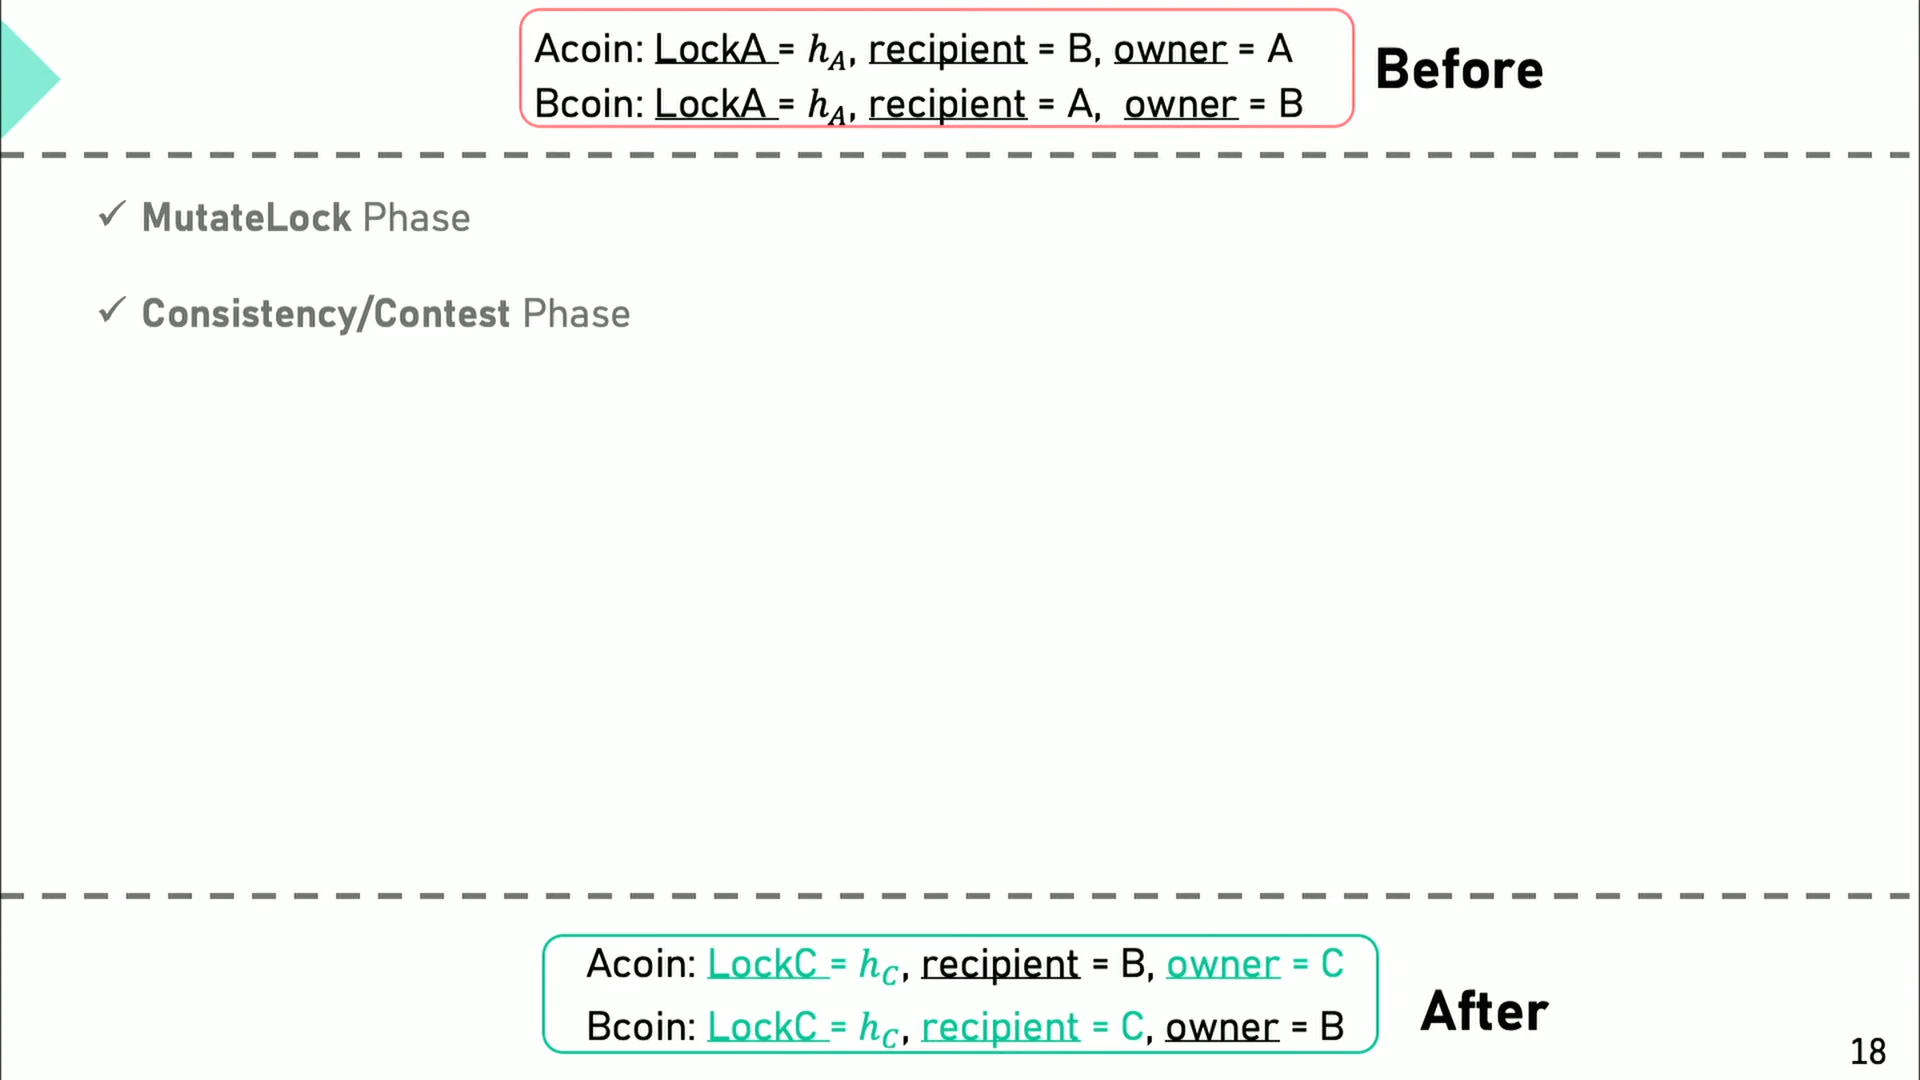 Acoin: LockA = h_A, recipient = B, owner = A
Before
Bcoin: LockA = h_A, recipient = A, owner = B
✓ MutateLock Phase
✓ Consistency/Contest Phase
Acoin: LockC = h_C, recipient = B, owner = C
After
Bcoin: LockC = h_C, recipient = C, owner = B
18